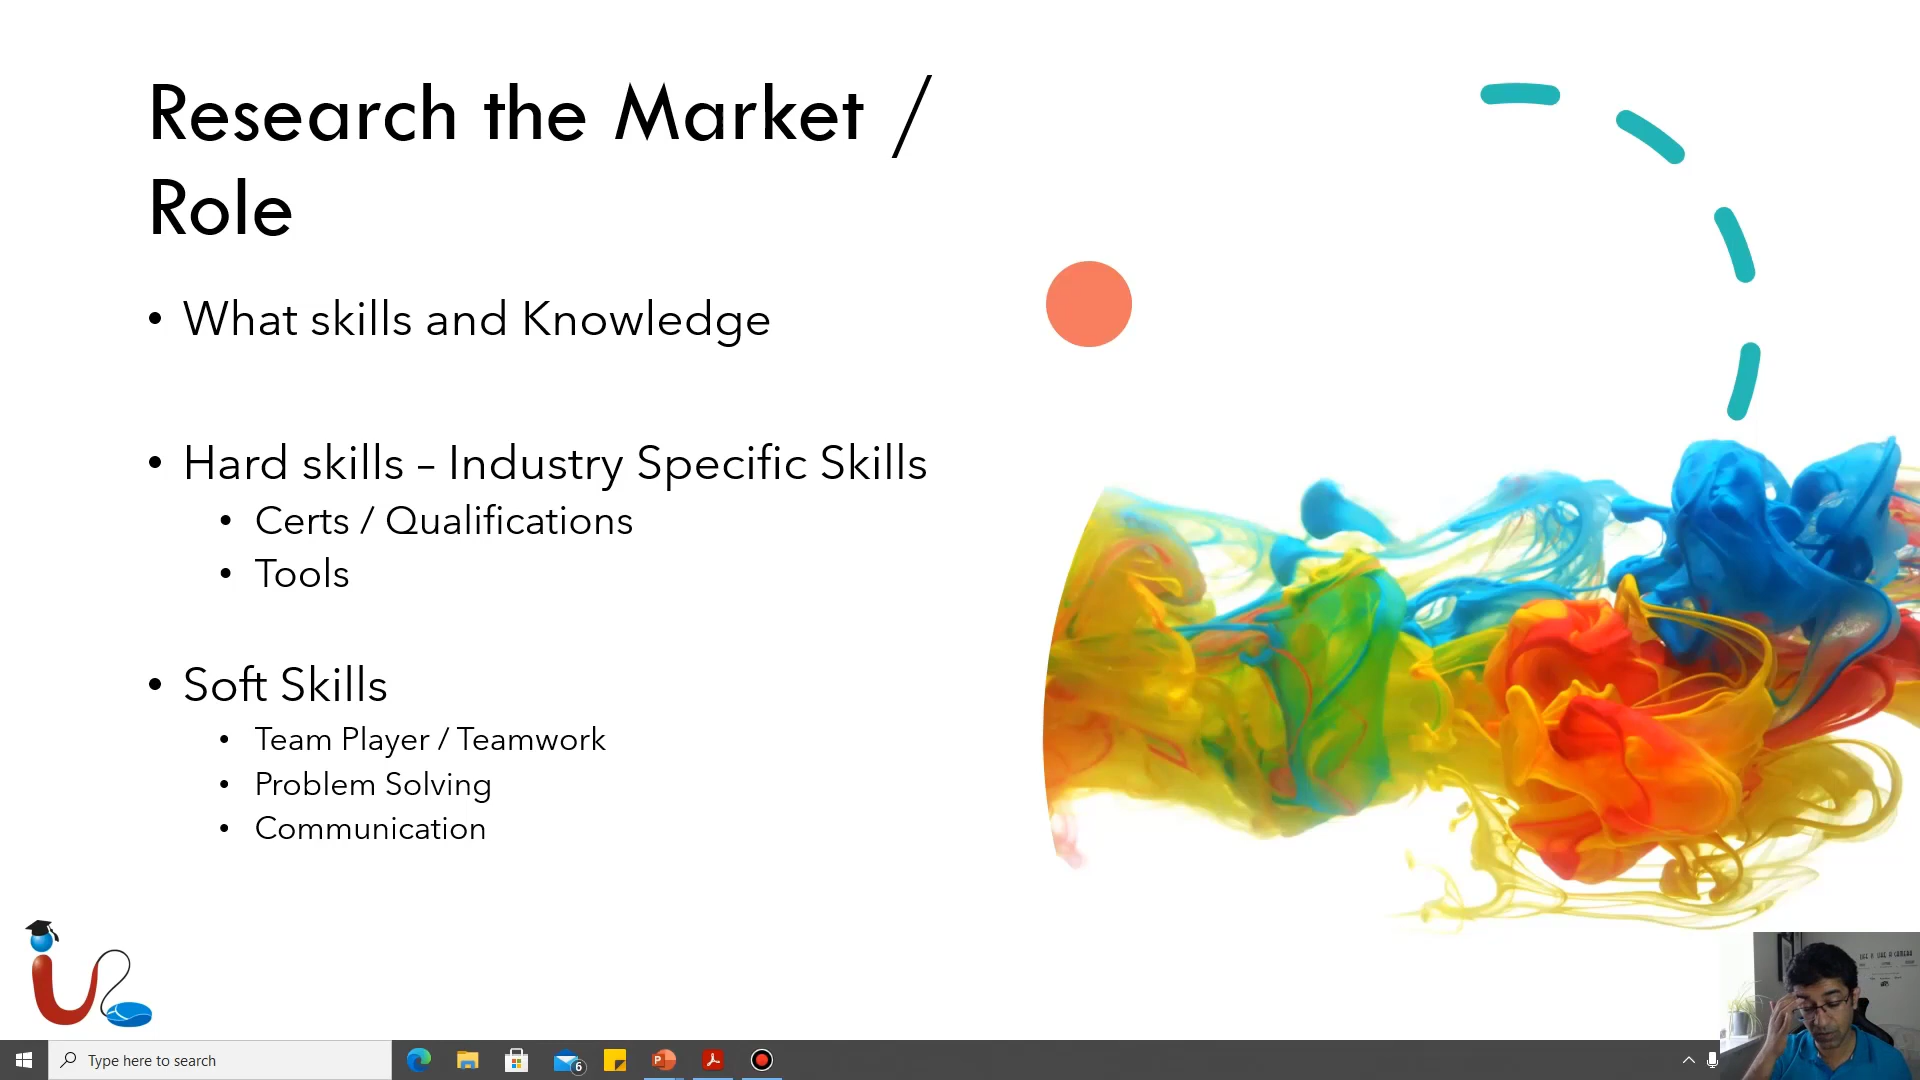 Research the Market /
Role
• What skills and Knowledge
• Hard skills – Industry Specific Skills
• Certs / Qualifications
• Tools
• Soft Skills
• Team Player / Teamwork
• Problem Solving
• Communication
Type here to search
6